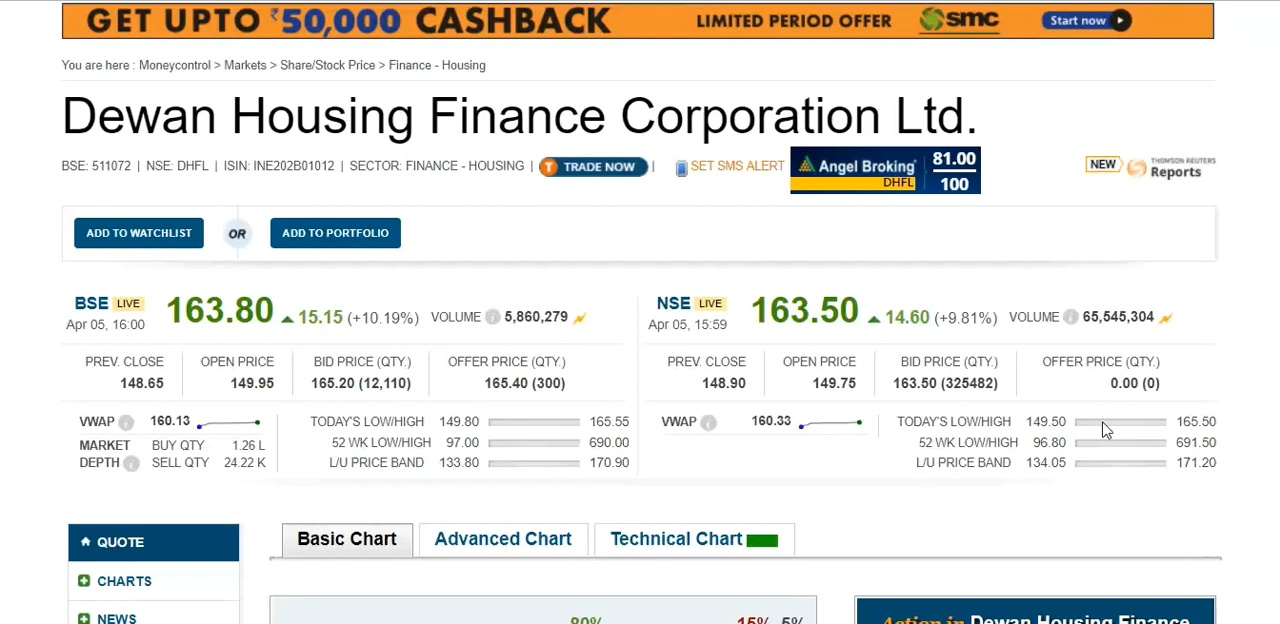 GET UPTO ₹50,000 CASHBACK LIMITED PERIOD OFFER smc Start now
You are here : Moneycontrol > Markets > Share/Stock Price > Finance - Housing
Dewan Housing Finance Corporation Ltd.
BSE: 511072 | NSE: DHFL | ISIN: INE202B01012 | SECTOR: FINANCE - HOUSING | T TRADE NOW | SET SMS ALERT Angel Broking DHFL 81.00 100 NEW THOMSON REUTERS Reports
ADD TO WATCHLIST OR ADD TO PORTFOLIO
BSE LIVE 163.80 15.15 (+10.19%) VOLUME 5,860,279
Apr 05, 16:00
PREV. CLOSE OPEN PRICE BID PRICE (QTY.) OFFER PRICE (QTY.)
148.65 149.95 165.20 (12,110) 165.40 (300)
VWAP 160.13 TODAY'S LOW/HIGH 149.80 165.55
MARKET DEPTH BUY QTY 1.26 L 52 WK LOW/HIGH 97.00 690.00
SELL QTY 24.22 K L/U PRICE BAND 133.80 170.90
NSE LIVE 163.50 14.60 (+9.81%) VOLUME 65,545,304
Apr 05, 15:59
PREV. CLOSE OPEN PRICE BID PRICE (QTY.) OFFER PRICE (QTY.)
148.90 149.75 163.50 (325482) 0.00 (0)
VWAP 160.33 TODAY'S LOW/HIGH 149.50 165.50
52 WK LOW/HIGH 96.80 691.50
L/U PRICE BAND 134.05 171.20
QUOTE
CHARTS
NEWS
Basic Chart Advanced Chart Technical Chart
80% 15% 5%
Action in Dewan Housing Finance